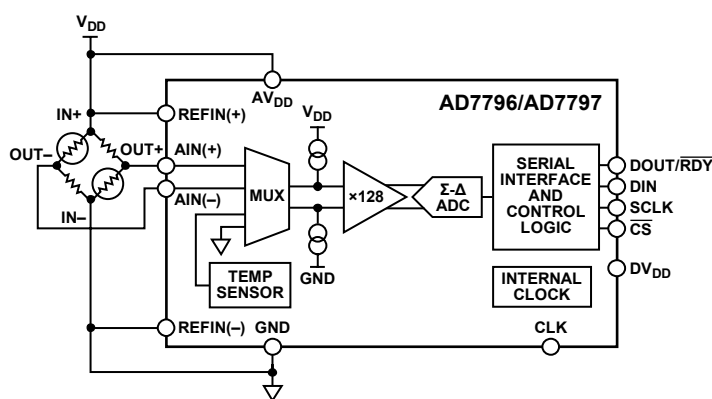 VDD
IN+
OUT–
OUT+
IN–
REFIN(+)
AIN(+)
AIN(–)
REFIN(–)
AVDD
VDD
AD7796/AD7797
MUX
×128
Σ-Δ
ADC
SERIAL
INTERFACE
AND
CONTROL
LOGIC
DOUT/RDY
DIN
SCLK
CS
DVDD
TEMP
SENSOR
GND
INTERNAL
CLOCK
GND
CLK